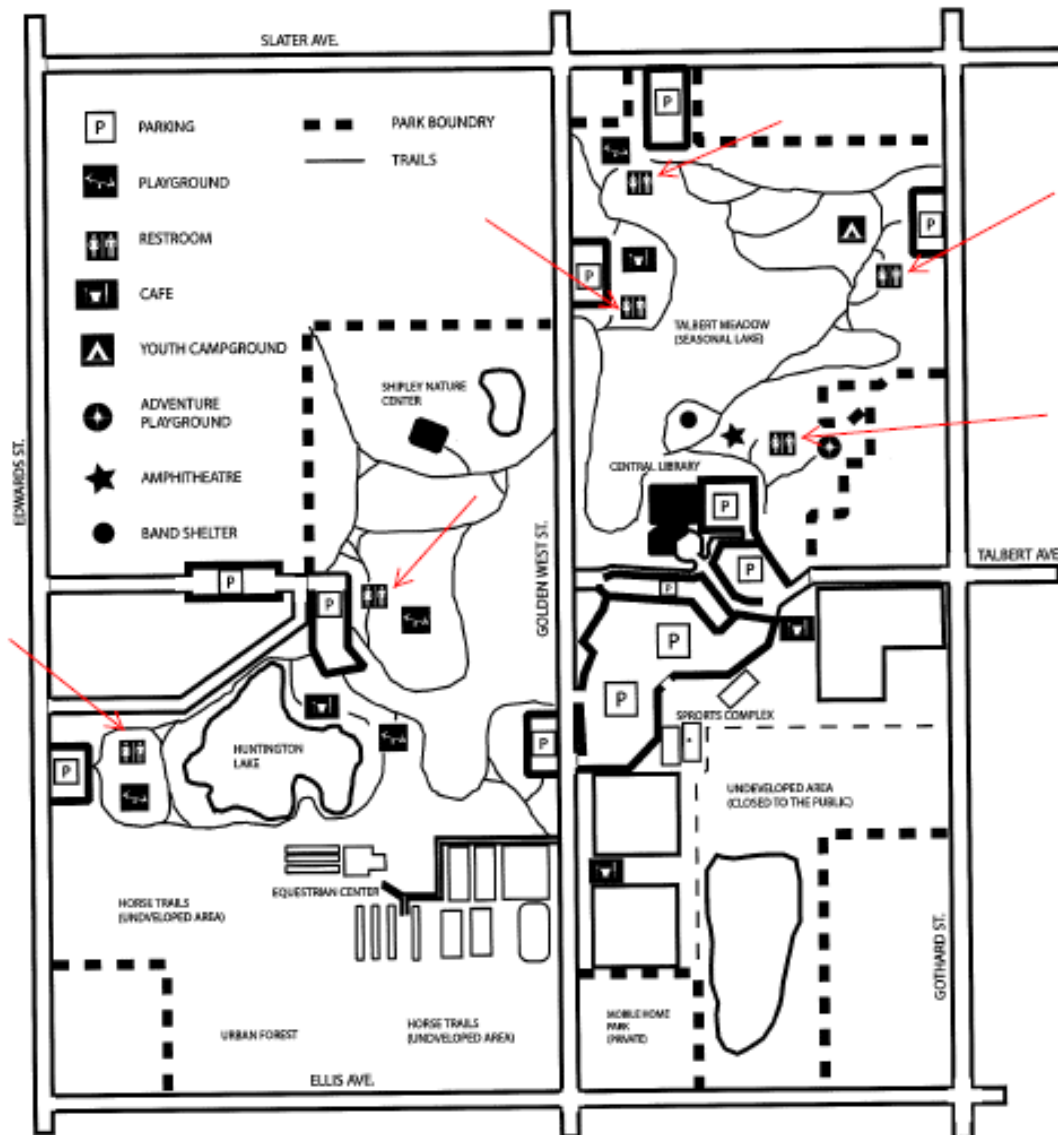 SLATER AVE.
P PARKING
PLAYGROUND
RESTROOM
CAFE
YOUTH CAMPGROUND
ADVENTURE
PLAYGROUND
AMPHITHEATRE
BAND SHELTER
PARK BOUNDRY
TRAILS
P
P
P
TALBERT MEADOW
(SEASONAL LAKE)
SHIPLEY NATURE
CENTER
CENTRAL LIBRARY
P
EDWARDS ST.
GOLDEN WEST ST.
TALBERT AVE
P
P
P
P
P
P
SPRORTS COMPLEX
HUNTINGTON
LAKE
P
P
UNDEVELOPED AREA
(CLOSED TO THE PUBLIC)
EQUESTRIAN CENTER
HORSE TRAILS
(UNDVELOPED AREA)
GOTHARD ST.
URBAN FOREST
HORSE TRAILS
(UNDVELOPED AREA)
MOBILE HOME
PARK
(PRIVATE)
ELLIS AVE.